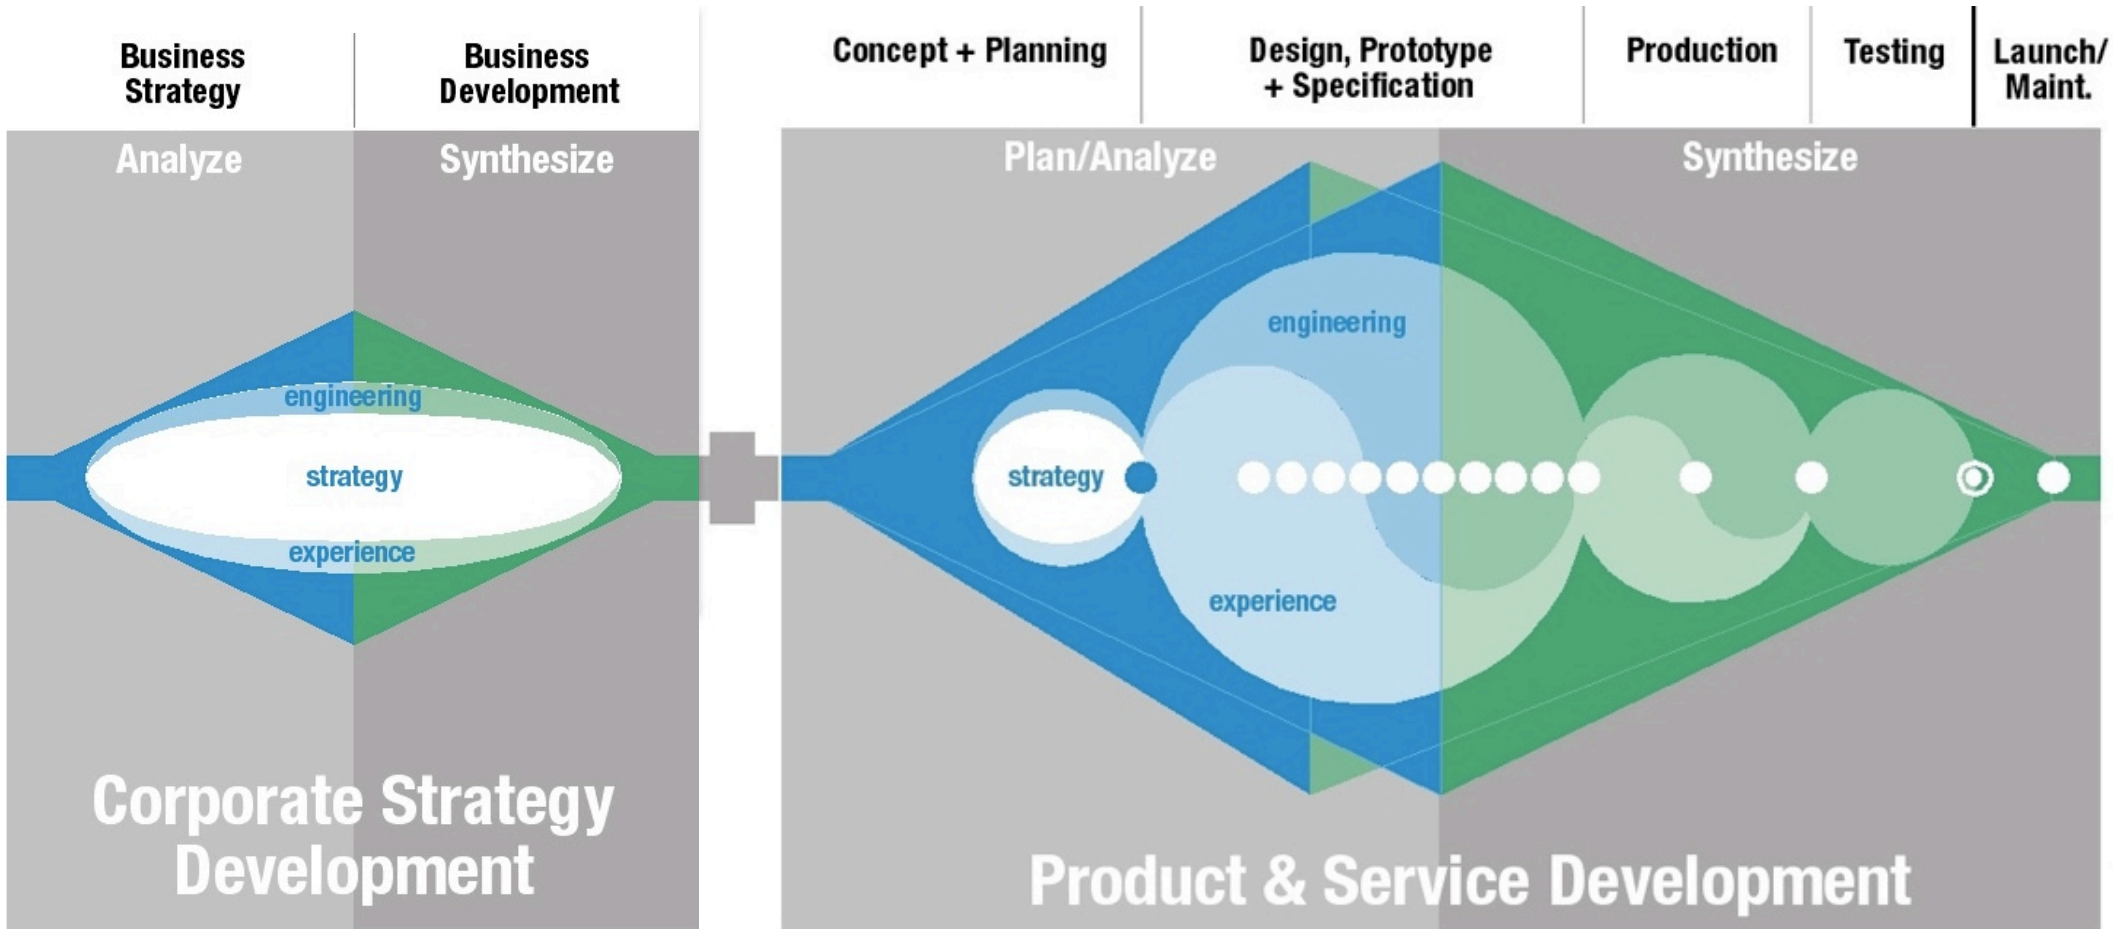 Business
Strategy
Business
Development
Analyze
Synthesize
engineering
strategy
experience
Corporate Strategy
Development
Concept + Planning
Design, Prototype
+ Specification
Production
Testing
Launch/
Maint.
Plan/Analyze
Synthesize
engineering
strategy
experience
Product & Service Development